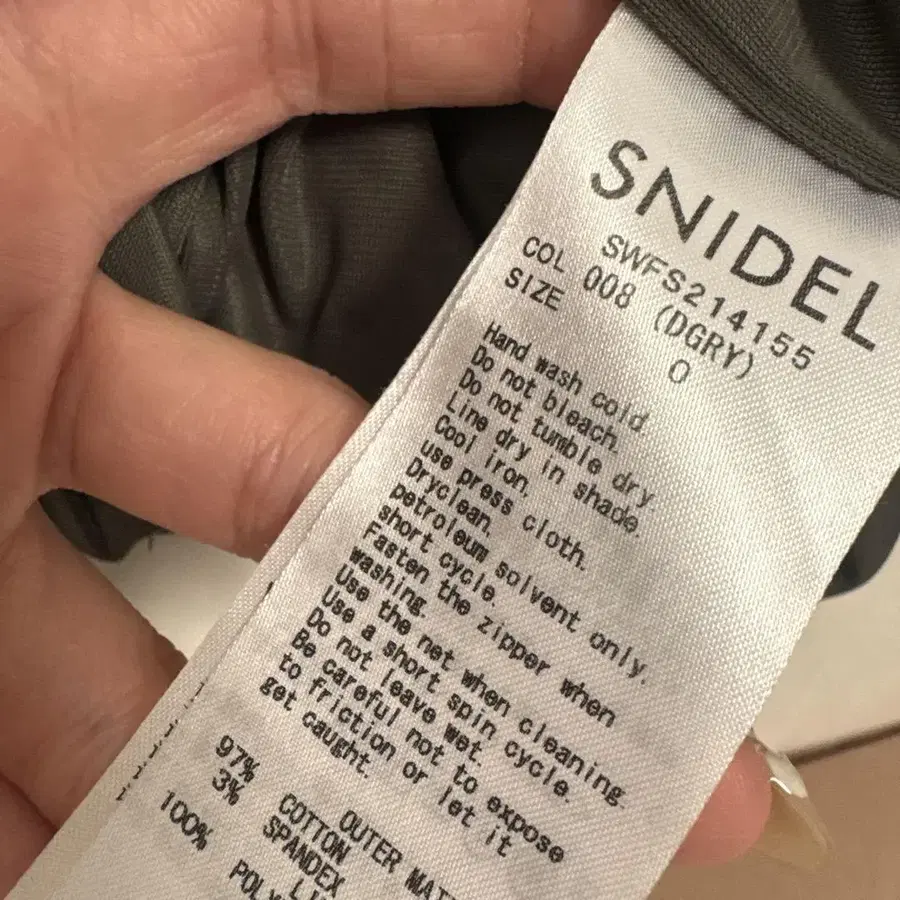 SNIDEL
SWFS214155
COL 008 (DGRY)
SIZE 0
Hand wash cold.
Do not bleach.
Do not tumble dry.
Line dry in shade.
Cool iron.
use press cloth.
Dryclean.
petroleum solvent only.
short cycle.
Fasten the zipper when
washing.
Use the net when cleaning.
Use a short spin cycle.
Do not leave wet.
Be careful not to expose
to friction or let it
get caught.
OUTER
97% COTTON
3% SPANDEX
100%